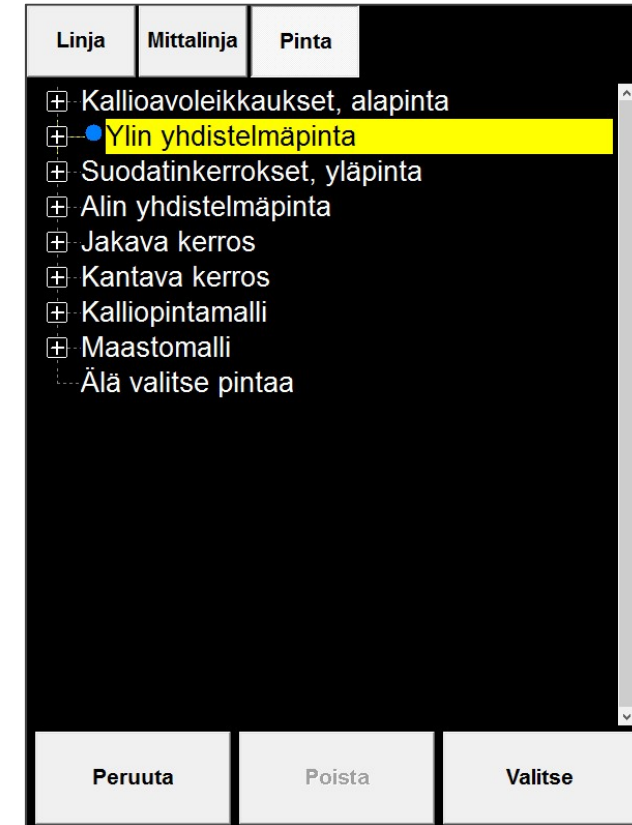 Linja Mittalinja Pinta
Kallioavoleikkaukset, alapinta
Ylin yhdistelmäpinta
Suodatinkerrokset, yläpinta
Alin yhdistelmäpinta
Jakava kerros
Kantava kerros
Kalliopintamalli
Maastomalli
Älä valitse pintaa
Peruuta Poista Valitse